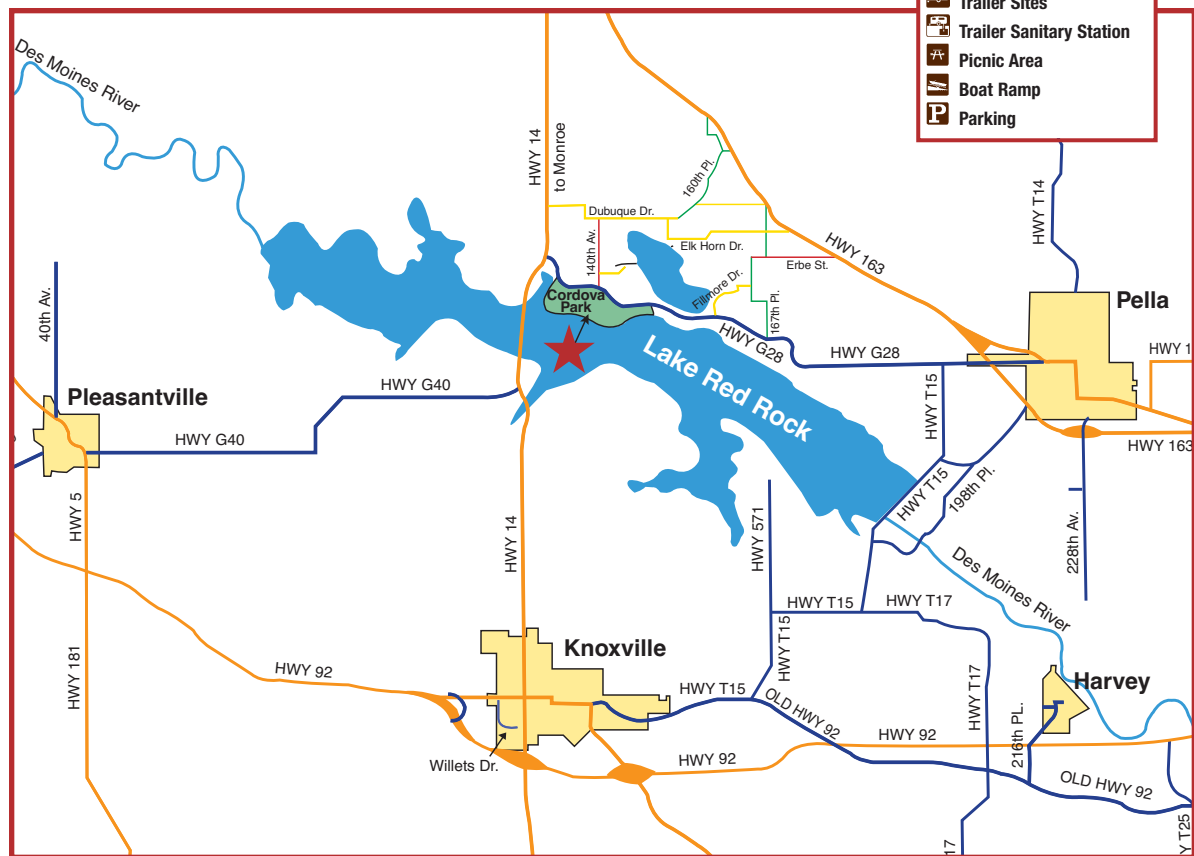 Trailer Sites
Trailer Sanitary Station
Picnic Area
Boat Ramp
P Parking
Des Moines River
HWY 14
to Monroe
160th Pl.
HWY T14
Dubuque Dr.
140th Av.
Elk Horn Dr.
HWY 163
Erbe St.
Fillmore Dr.
167th Pl.
40th Av.
Cordova
Park
Pella
HWY G28
HWY G28
HWY 1
Lake Red Rock
HWY T15
Pleasantville
HWY G40
HWY G40
HWY 163
HWY 5
HWY T15
198th Pl.
HWY 14
HWY 571
228th Av.
Des Moines River
HWY T15
HWY T17
HWY T15
Knoxville
HWY 92
HWY 181
HWY T15
OLD HWY 92
HWY T17
Harvey
216th PL.
HWY 92
Willets Dr.
HWY 92
OLD HWY 92
17
Y T25